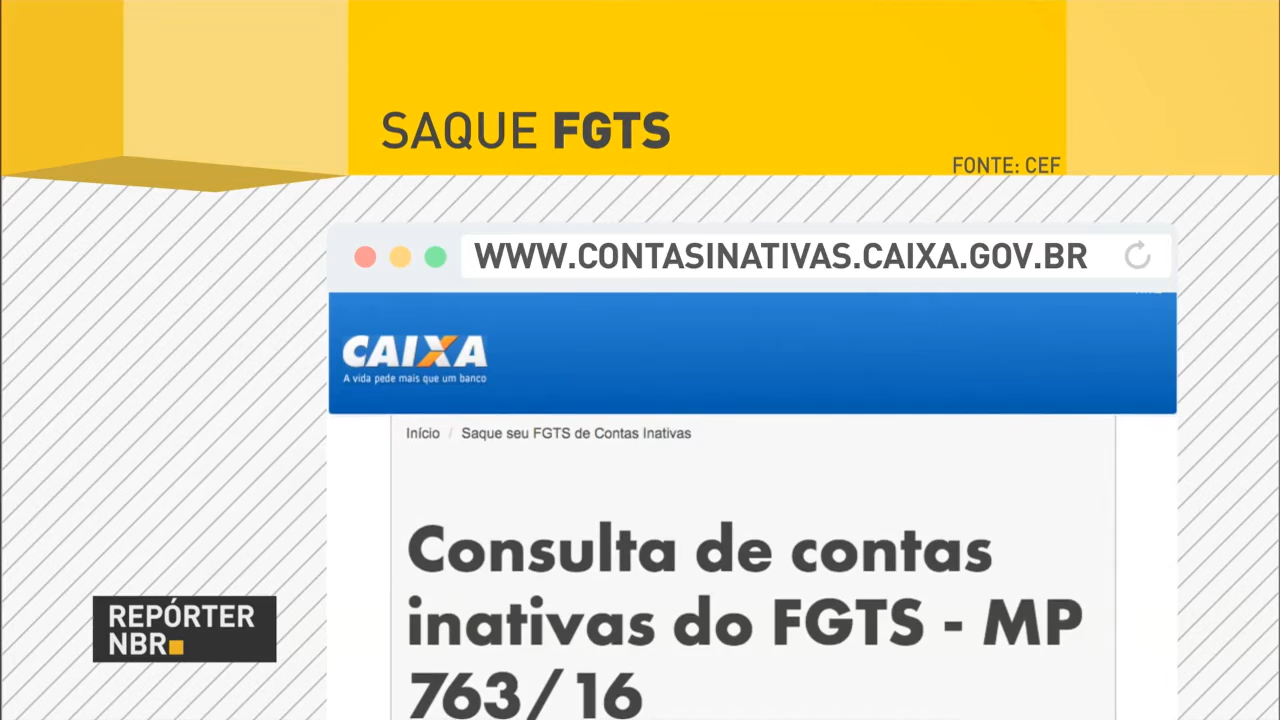 SAQUE FGTS
FONTE: CEF
WWW.CONTASINATIVAS.CAIXA.GOV.BR
CAIXA
A vida pede mais que um banco
Início / Saque seu FGTS de Contas Inativas
Consulta de contas
inativas do FGTS - MP
763/16
REPÓRTER
NBR